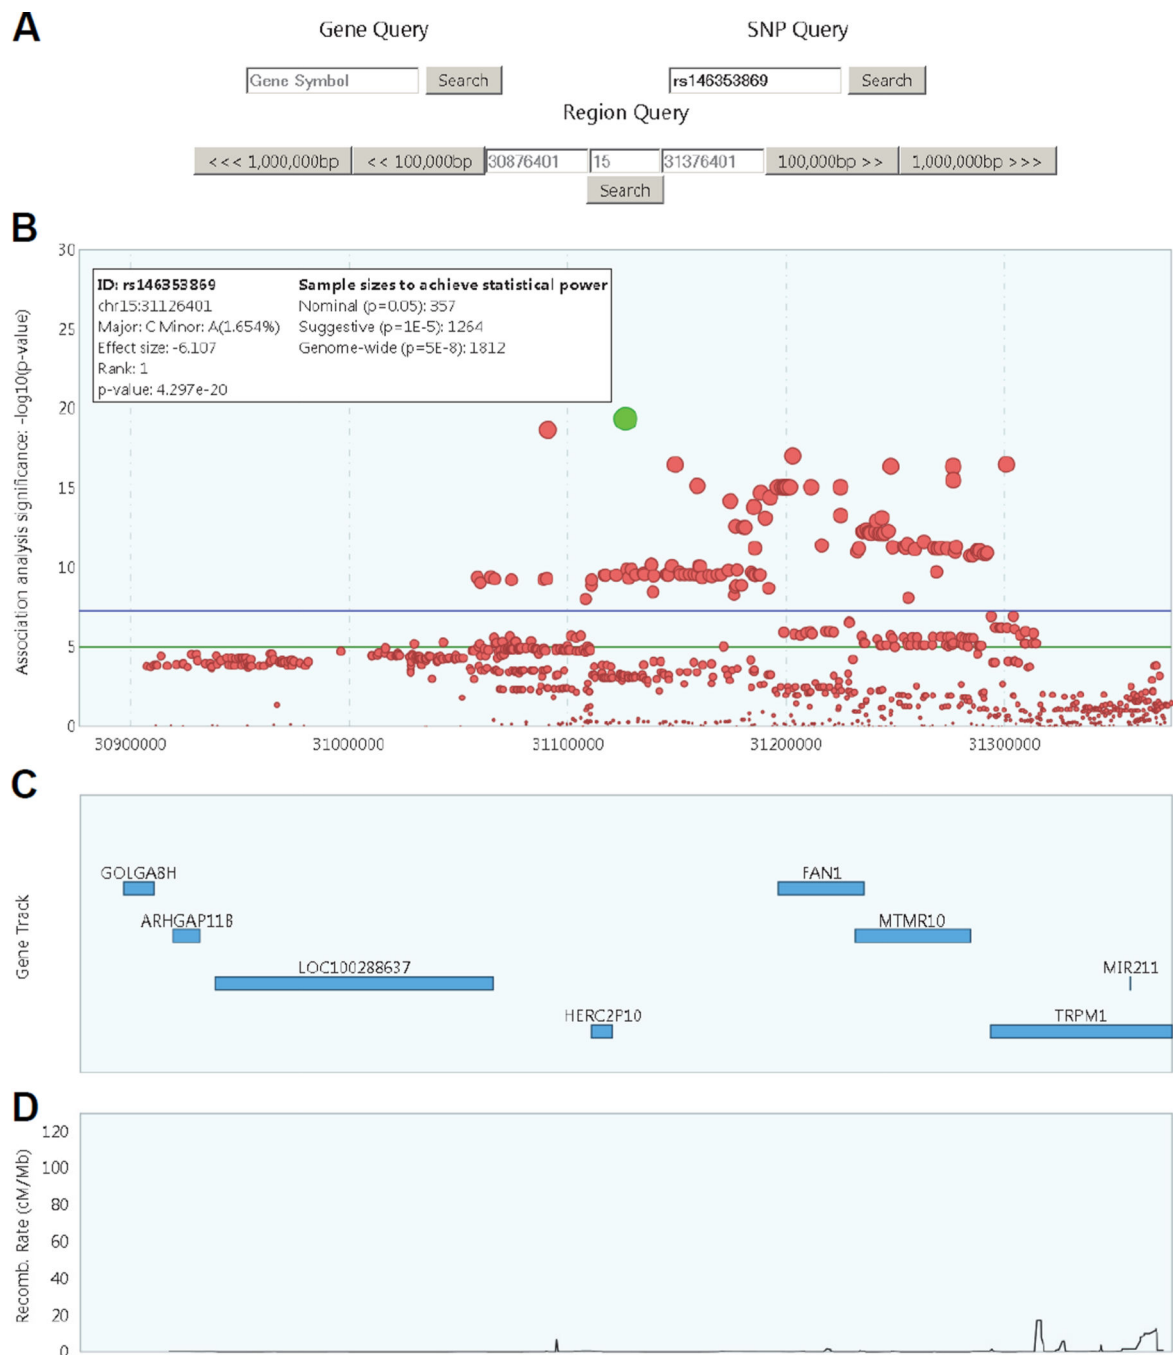 A
Gene Query SNP Query
Gene Symbol Search rs146353869 Search
Region Query
<<< 1,000,000bp << 100,000bp 30876401 15 31376401 100,000bp >> 1,000,000bp >>>
Search
B
Association analysis significance: -log10(p-value)
30
25
20
15
10
5
0
ID: rs146353869 Sample sizes to achieve statistical power
chr15:31126401 Nominal (p=0.05): 357
Major: C Minor: A(1.654%) Suggestive (p=1E-5): 1264
Effect size: -6.107 Genome-wide (p=5E-8): 1812
Rank: 1
p-value: 4.297e-20
30900000 31000000 31100000 31200000 31300000
C
Gene Track
GOLGA8H FAN1
ARHGAP11B MTMR10
LOC100288637 MIR211
HERC2P10 TRPM1
D
Recomb. Rate (cM/Mb)
120
100
80
60
40
20
0